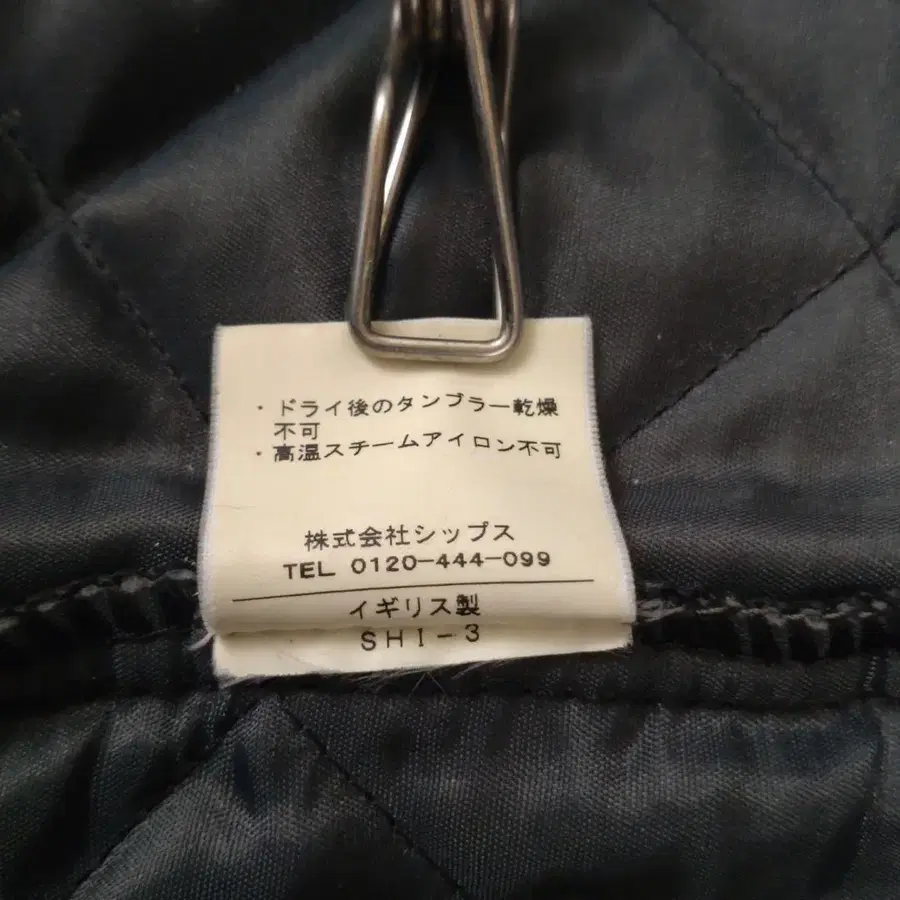 ・ドライ後のタンブラー乾燥
不可
・高温スチームアイロン不可
株式会社シップス
TEL 0120-444-099
イギリス製
SHI-3